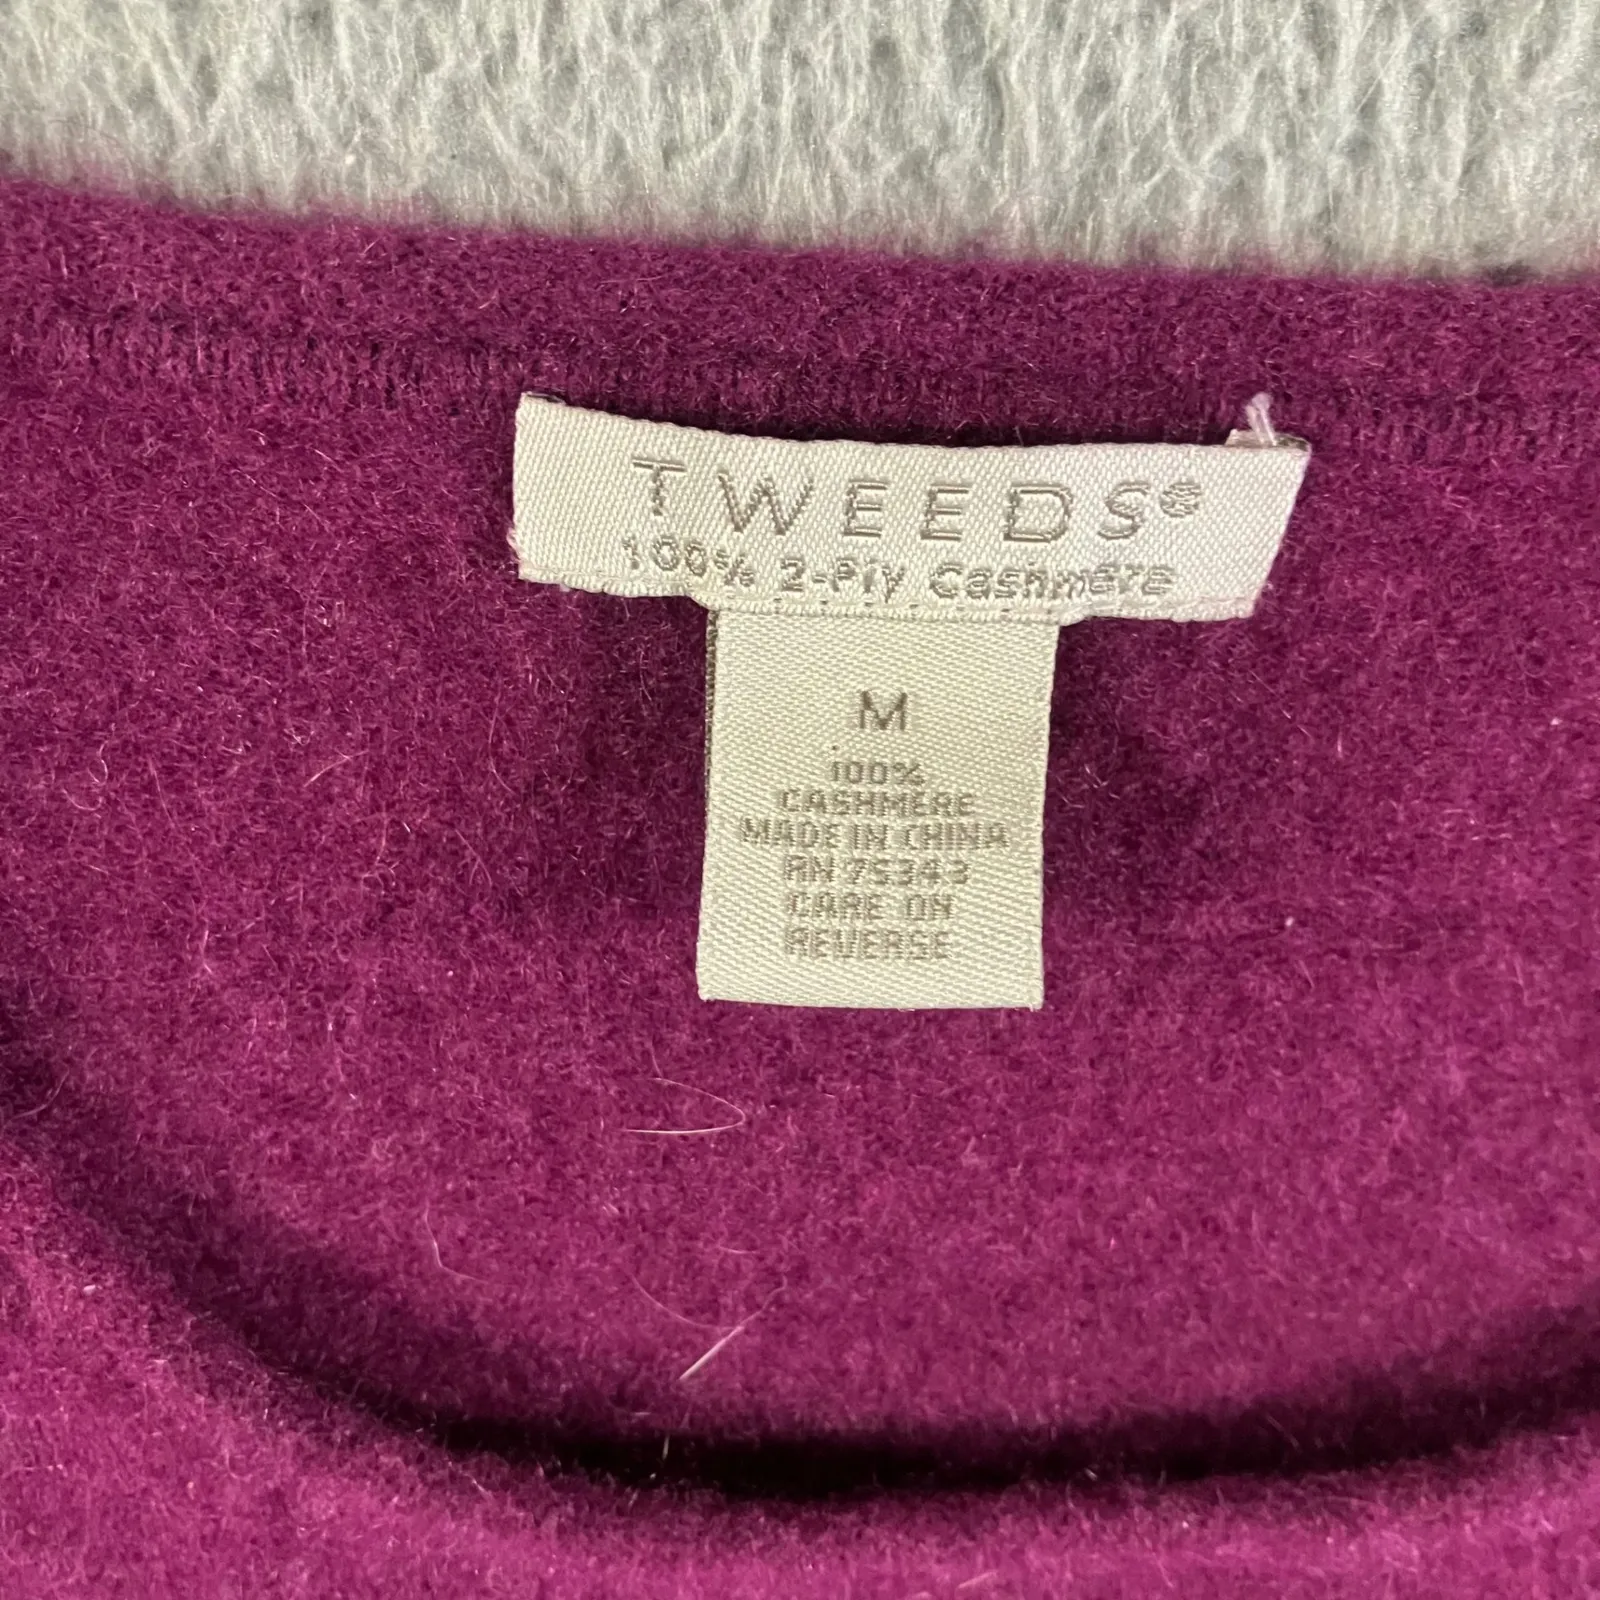 TWEEDS®
100% 2-Ply Cashmere
M
100%
CASHMERE
MADE IN CHINA
RN 75343
CARE ON
REVERSE